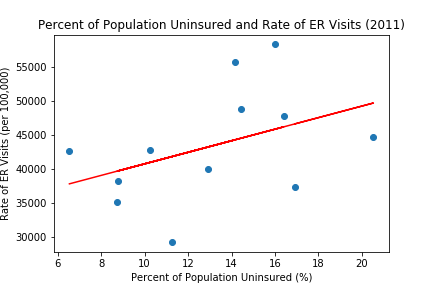 Percent of Population Uninsured and Rate of ER Visits (2011)
Rate of ER Visits (per 100,000)
55000
50000
45000
40000
35000
30000
6 8 10 12 14 16 18 20
Percent of Population Uninsured (%)